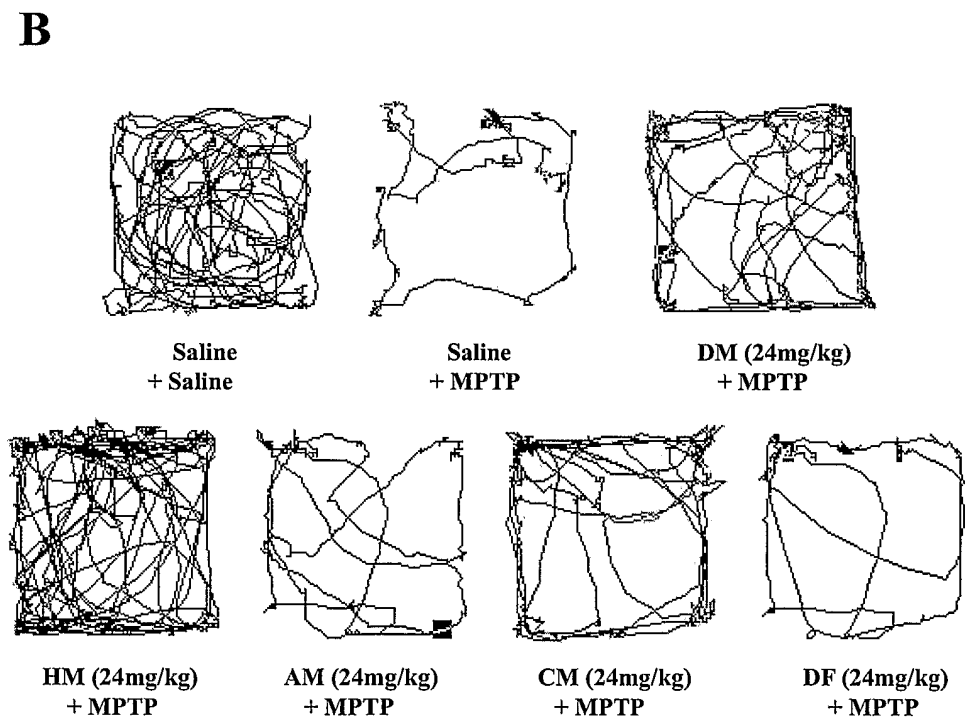 B
Saline
+ Saline
Saline
+ MPTP
DM (24mg/kg)
+ MPTP
HM (24mg/kg)
+ MPTP
AM (24mg/kg)
+ MPTP
CM (24mg/kg)
+ MPTP
DF (24mg/kg)
+ MPTP